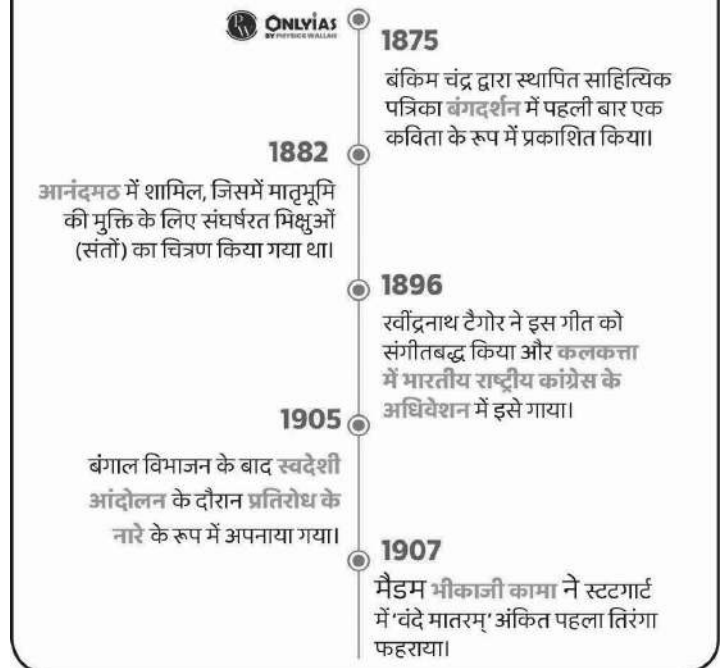 PW ONLYIAS
BY PHYSICS WALLAH
1875
बंकिम चंद्र द्वारा स्थापित साहित्यिक
पत्रिका बंगदर्शन में पहली बार एक
कविता के रूप में प्रकाशित किया।
1882
आनंदमठ में शामिल, जिसमें मातृभूमि
की मुक्ति के लिए संघर्षरत भिक्षुओं
(संतों) का चित्रण किया गया था।
1896
रवींद्रनाथ टैगोर ने इस गीत को
संगीतबद्ध किया और कलकत्ता
में भारतीय राष्ट्रीय कांग्रेस के
अधिवेशन में इसे गाया।
1905
बंगाल विभाजन के बाद स्वदेशी
आंदोलन के दौरान प्रतिरोध के
नारे के रूप में अपनाया गया।
1907
मैडम भीकाजी कामा ने स्टटगार्ट
में ‘वंदे मातरम्’ अंकित पहला तिरंगा
फहराया।